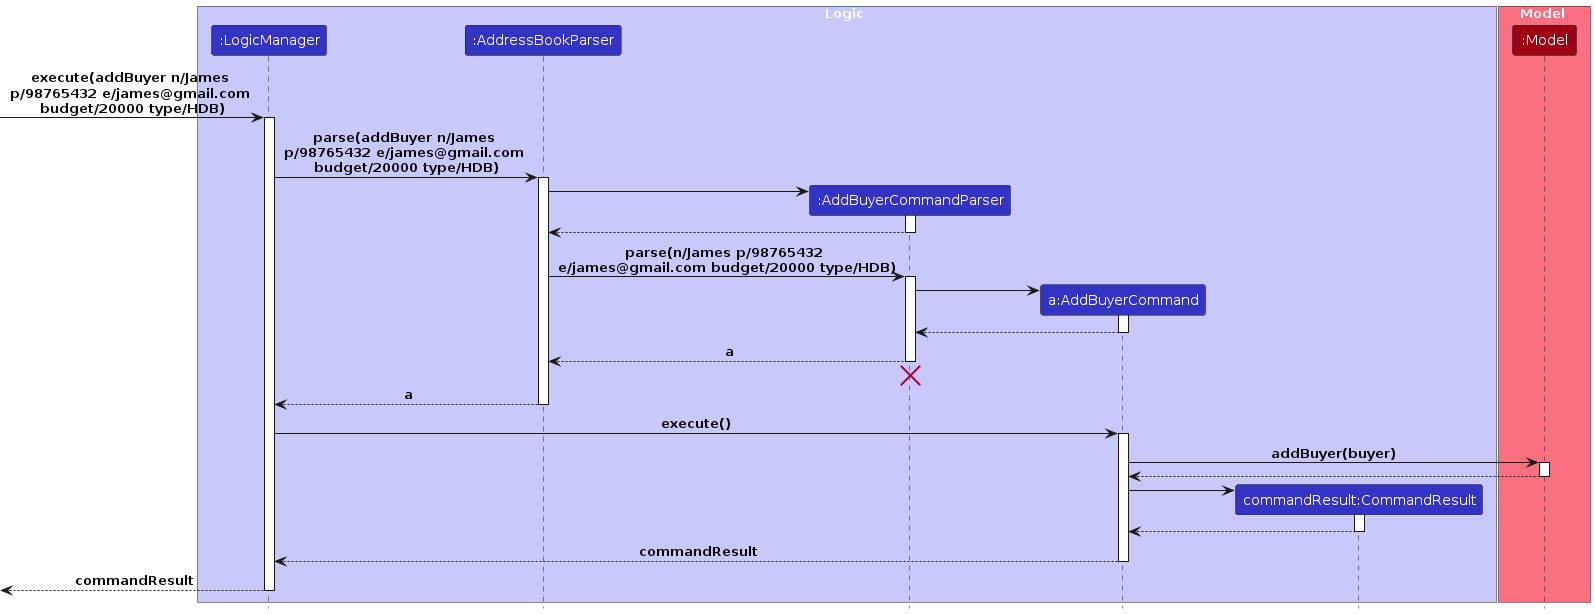 Logic
Model
:LogicManager
:AddressBookParser
:Model
execute(addBuyer n/James
p/98765432 e/james@gmail.com
budget/20000 type/HDB)
parse(addBuyer n/James
p/98765432 e/james@gmail.com
budget/20000 type/HDB)
:AddBuyerCommandParser
parse(n/James p/98765432
e/james@gmail.com budget/20000 type/HDB)
a:AddBuyerCommand
a
a
execute()
addBuyer(buyer)
commandResult:CommandResult
commandResult
commandResult